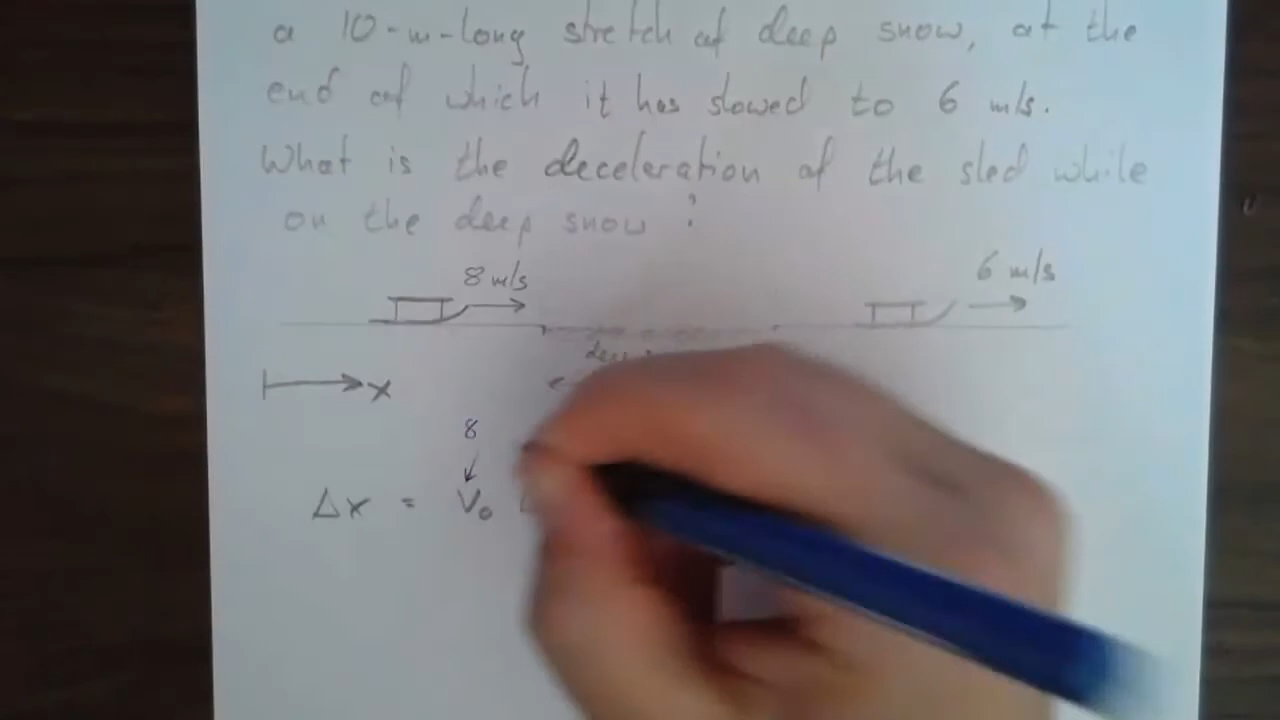 a 10-m-long stretch of deep snow, at the
end of which it has slowed to 6 m/s.
What is the deceleration of the sled while
on the deep snow?
8 m/s
6 m/s
X
8
Δx = V₀